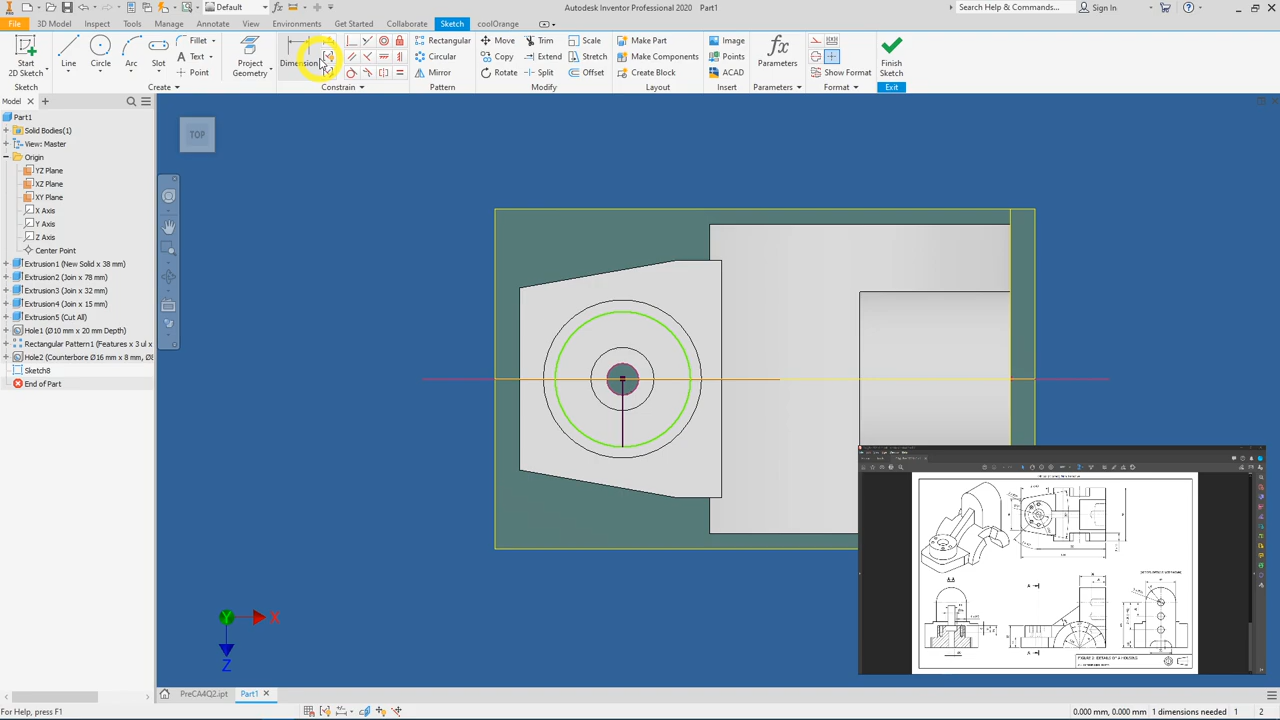 Default
Autodesk Inventor Professional 2020 Part1
Search Help & Commands...
Sign In
File
3D Model
Sketch
Inspect
Tools
Manage
Annotate
View
Environments
Get Started
Collaborate
Sketch
coolOrange
Start
2D Sketch
Line
Circle
Arc
Slot
Fillet
Text
Point
Project
Geometry
Dimension
Rectangular
Circular
Mirror
Move
Copy
Rotate
Trim
Extend
Split
Scale
Stretch
Offset
Make Part
Make Components
Create Block
Image
Points
ACAD
Parameters
Show Format
Finish
Sketch
Sketch
Create
Constrain
Pattern
Modify
Layout
Insert
Parameters
Format
Exit
Model
Part1
Solid Bodies(1)
View: Master
Origin
YZ Plane
XZ Plane
XY Plane
X Axis
Y Axis
Z Axis
Center Point
Extrusion1 (New Solid x 38 mm)
Extrusion2 (Join x 78 mm)
Extrusion3 (Join x 32 mm)
Extrusion4 (Join x 15 mm)
Extrusion5 (Cut All)
Hole1 (Ø10 mm x 20 mm Depth)
Rectangular Pattern1 (Features x 3 ul
Hole2 (Counterbore Ø16 mm x 8 mm, Ø8
Sketch8
End of Part
TOP
X
Y
Z
A-A
A
A
FIGURE 2: DETAILS OF A HOUSING
PreCA4Q2.ipt
Part1
For Help, press F1
0.000 mm, 0.000 mm
1 dimensions needed
1
2